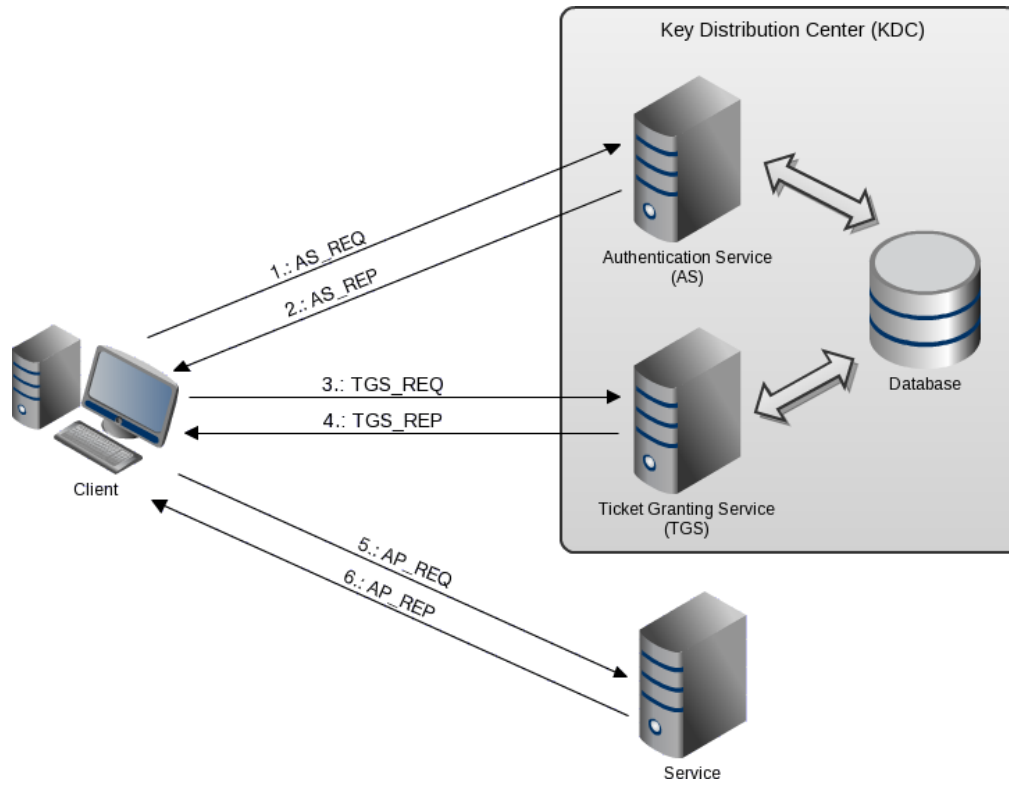 Key Distribution Center (KDC)
Authentication Service
(AS)
1.: AS_REQ
2.: AS_REP
Database
3.: TGS_REQ
4.: TGS_REP
Client
Ticket Granting Service
(TGS)
5.: AP_REQ
6.: AP_REP
Service